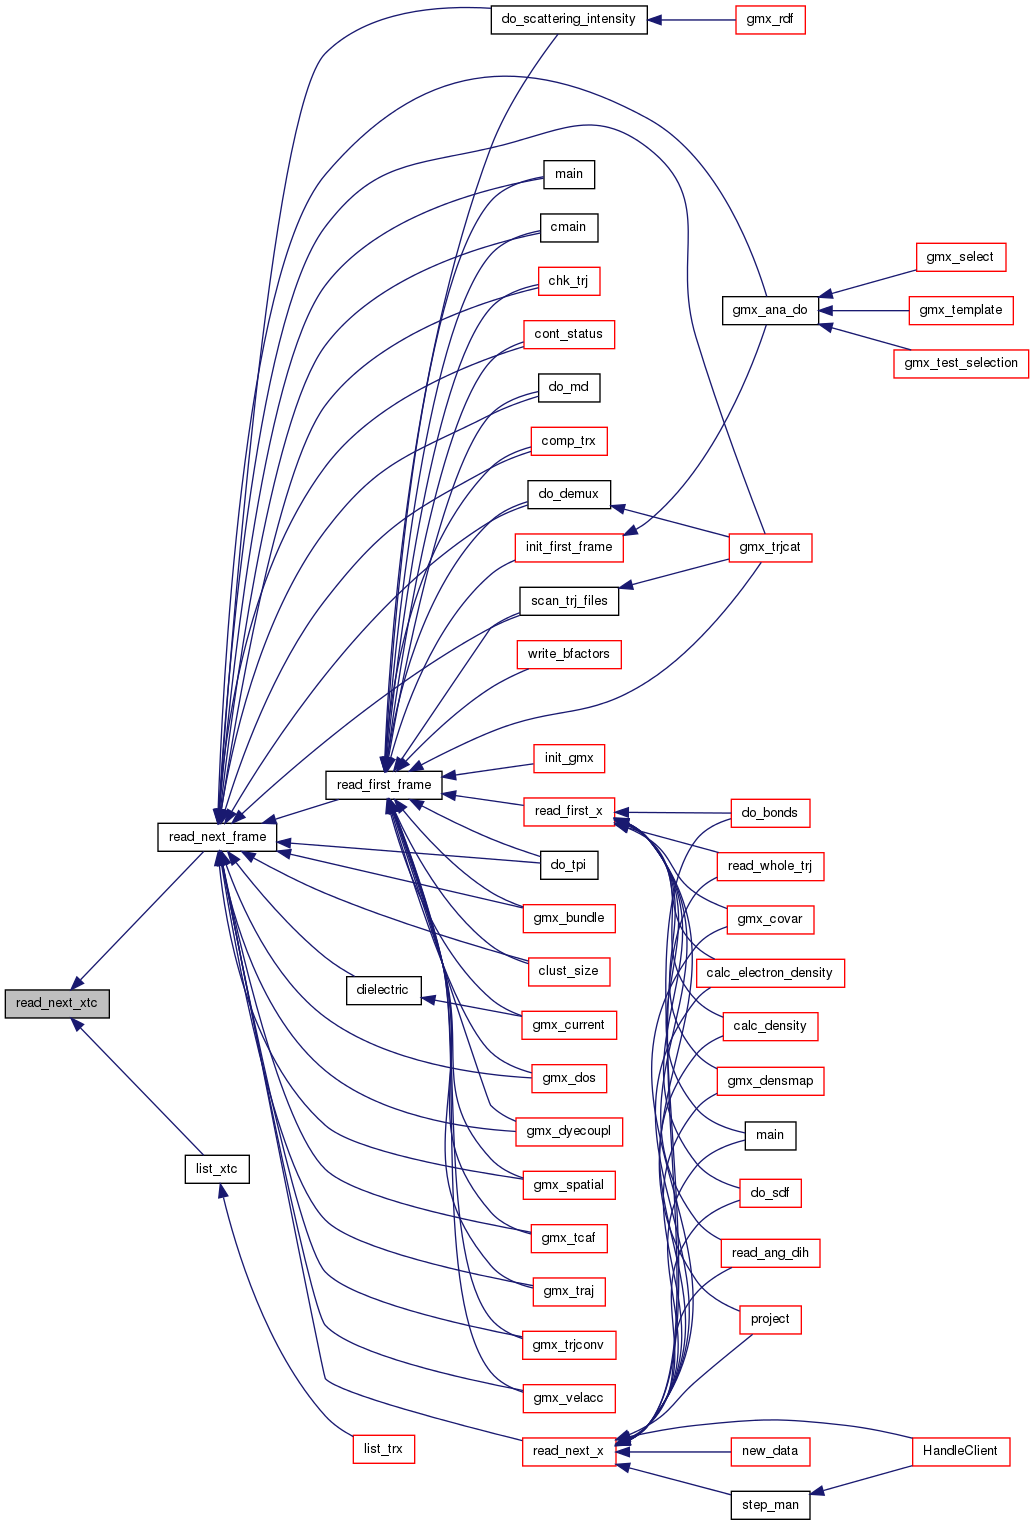 do_scattering_intensity
gmx_rdf
main
cmain
gmx_select
chk_trj
gmx_ana_do
gmx_template
cont_status
gmx_test_selection
do_md
comp_trx
do_demux
init_first_frame
gmx_trjcat
scan_trj_files
write_bfactors
init_gmx
read_first_frame
read_first_x
do_bonds
read_next_frame
do_tpi
read_whole_trj
gmx_bundle
gmx_covar
clust_size
calc_electron_density
dielectric
read_next_xtc
gmx_current
calc_density
gmx_dos
gmx_densmap
gmx_dyecoupl
main
list_xtc
gmx_spatial
do_sdf
gmx_tcaf
read_ang_dih
gmx_traj
project
gmx_trjconv
gmx_velacc
list_trx
read_next_x
new_data
HandleClient
step_man